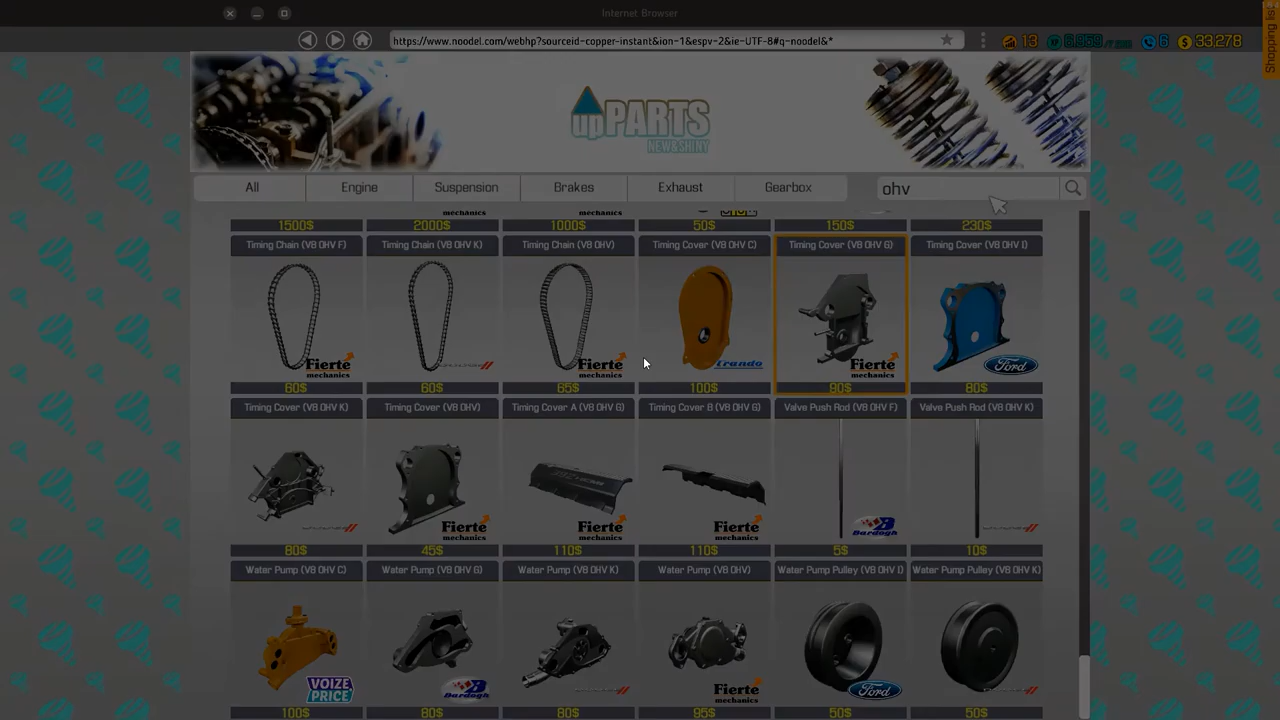 Internet Browser
https://www.noodel.com/webhp?sourceid-copper-instant&ion-1&espv-2&ie-UTF-8#q-noodel&*
13
6
$ 33,278
Shopping list
upPARTS
NEW&SHINY
All
Engine
Suspension
Brakes
Exhaust
Gearbox
ohv
mechanics
mechanics
1500$
2000$
1000$
50$
150$
230$
Timing Chain (V8 OHV F)
Timing Chain (V8 OHV K)
Timing Chain (V8 OHV)
Timing Cover (V8 OHV C)
Timing Cover (V8 OHV G)
Timing Cover (V8 OHV I)
Fierte mechanics
Fierte mechanics
Fierte mechanics
Ford
60$
60$
65$
100$
90$
80$
Timing Cover (V8 OHV K)
Timing Cover (V8 OHV)
Timing Cover A (V8 OHV G)
Timing Cover B (V8 OHV G)
Valve Push Rod (V8 OHV F)
Valve Push Rod (V8 OHV K)
Fierte mechanics
Fierte mechanics
Fierte mechanics
Bardogh
80$
45$
110$
110$
5$
10$
Water Pump (V8 OHV C)
Water Pump (V8 OHV G)
Water Pump (V8 OHV K)
Water Pump (V8 OHV)
Water Pump Pulley (V8 OHV I)
Water Pump Pulley (V8 OHV K)
VOIZE PRICE
Bardogh
Fierte mechanics
Ford
100$
80$
80$
95$
50$
50$